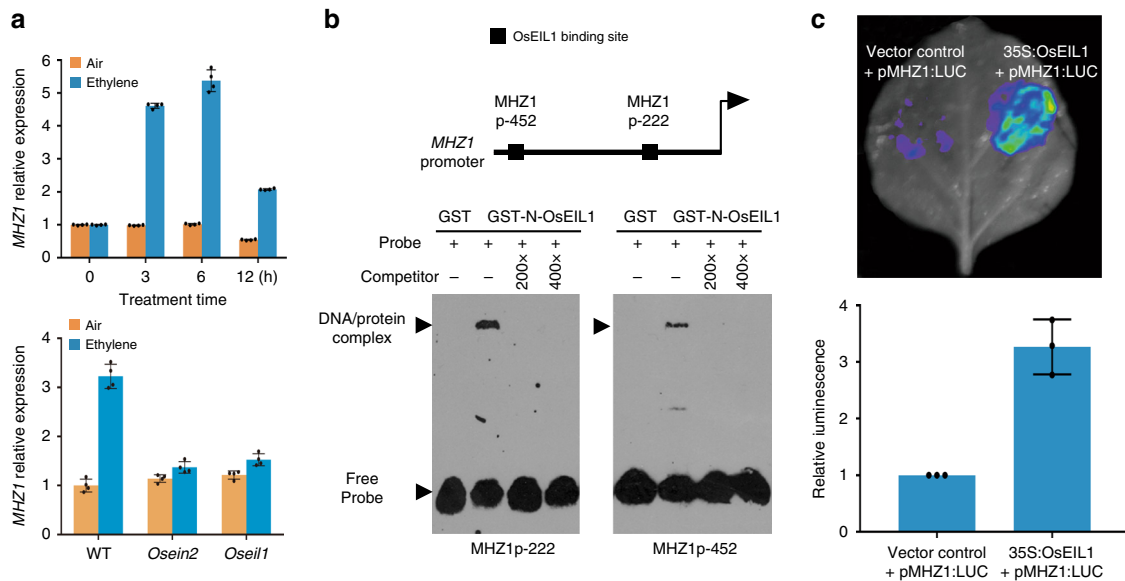 a
Air
Ethylene
MHZ1 relative expression
6
5
4
3
2
1
0
0 3 6 12 (h)
Treatment time
Air
Ethylene
MHZ1 relative expression
4
3
2
1
0
WT Osein2 Oseil1
b
OsEIL1 binding site
MHZ1 MHZ1
p-452 p-222
MHZ1
promoter
GST GST-N-OsEIL1 GST GST-N-OsEIL1
Probe + + + + + + + +
Competitor – – 200× 400× – – 200× 400×
DNA/protein
complex
Free
Probe
MHZ1p-222 MHZ1p-452
c
Vector control 35S:OsEIL1
+ pMHZ1:LUC + pMHZ1:LUC
Relative iuminescence
4
3
2
1
0
Vector control 35S:OsEIL1
+ pMHZ1:LUC + pMHZ1:LUC